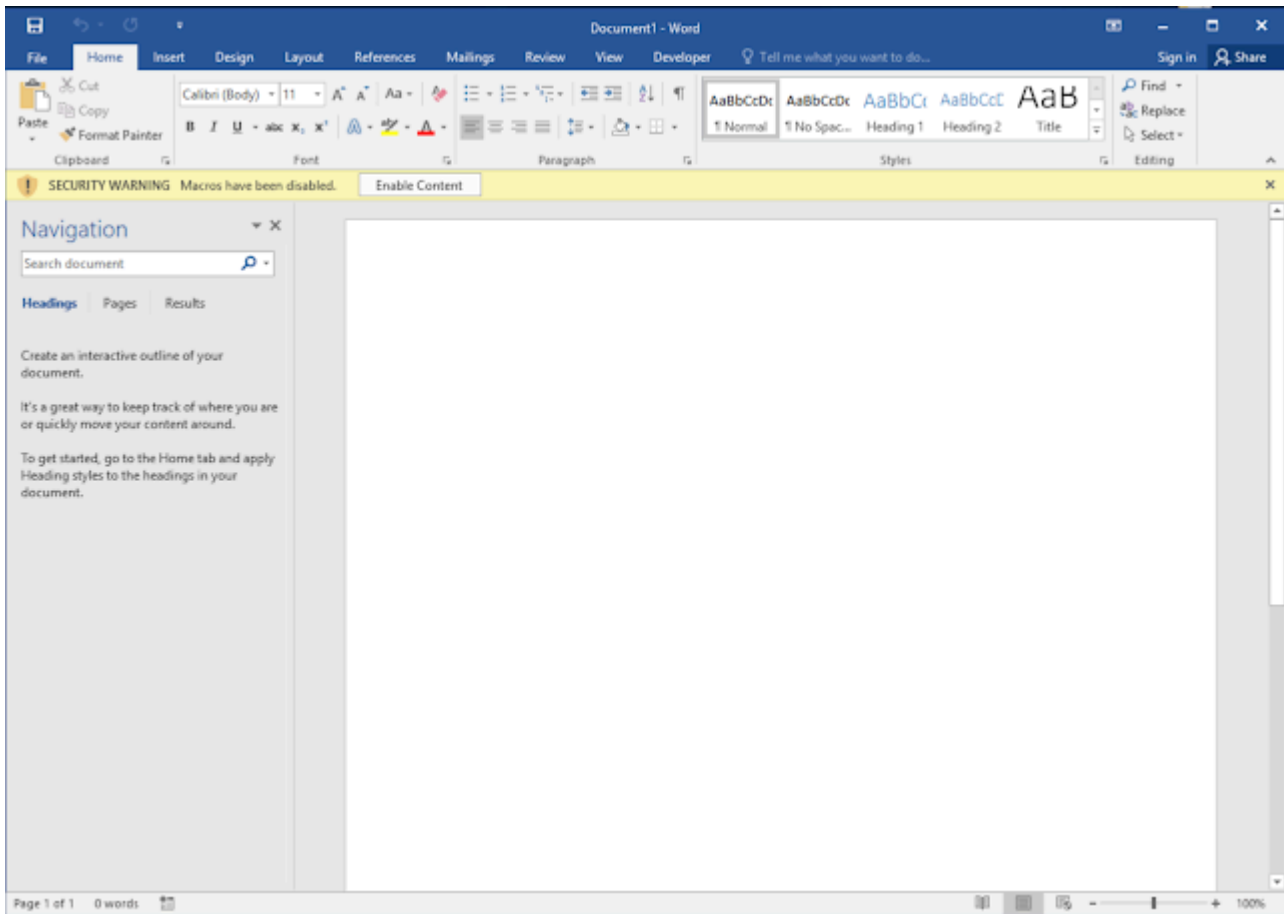 Document1 - Word
File Home Insert Design Layout References Mailings Review View Developer Tell me what you want to do... Sign in Share
Paste
Cut
Copy
Format Painter
Clipboard
Calibri (Body) 11
Aa
B I U abc x₂ x²
A A
Font
Paragraph
AaBbCcDc AaBbCcDc AaBbCc AaBbCcD AaB
¶ Normal ¶ No Spac... Heading 1 Heading 2 Title
Styles
Find
Replace
Select
Editing
SECURITY WARNING Macros have been disabled. Enable Content
Navigation
Search document
Headings Pages Results
Create an interactive outline of your
document.
It's a great way to keep track of where you are
or quickly move your content around.
To get started, go to the Home tab and apply
Heading styles to the headings in your
document.
Page 1 of 1 0 words 100%